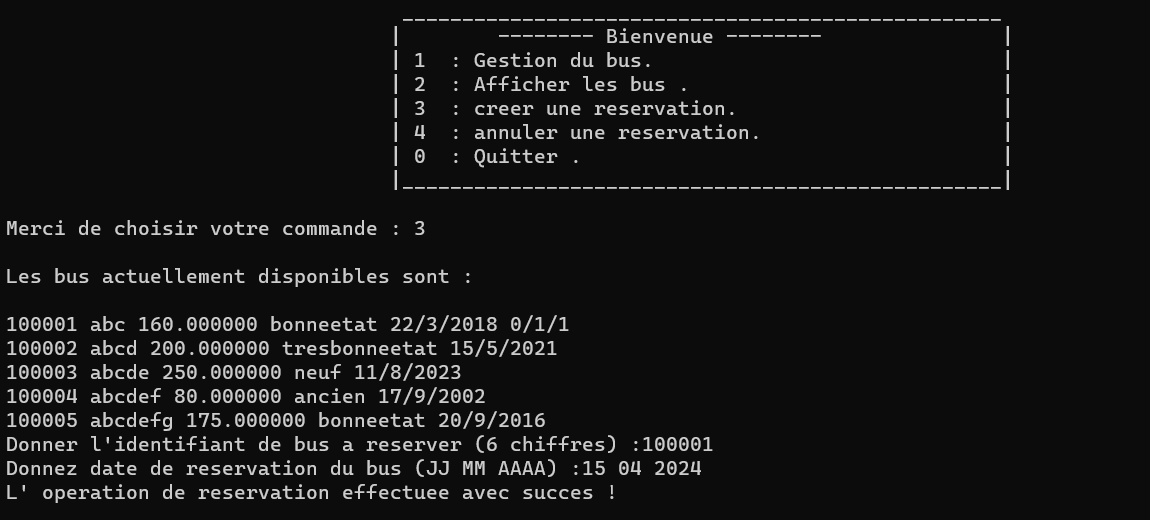 -------- Bienvenue --------
1 : Gestion du bus.
2 : Afficher les bus .
3 : creer une reservation.
4 : annuler une reservation.
0 : Quitter .
Merci de choisir votre commande : 3
Les bus actuellement disponibles sont :
100001 abc 160.000000 bonneetat 22/3/2018 0/1/1
100002 abcd 200.000000 tresbonneetat 15/5/2021
100003 abcde 250.000000 neuf 11/8/2023
100004 abcdef 80.000000 ancien 17/9/2002
100005 abcdefg 175.000000 bonneetat 20/9/2016
Donner l'identifiant de bus a reserver (6 chiffres) :100001
Donnez date de reservation du bus (JJ MM AAAA) :15 04 2024
L' operation de reservation effectuee avec succes !